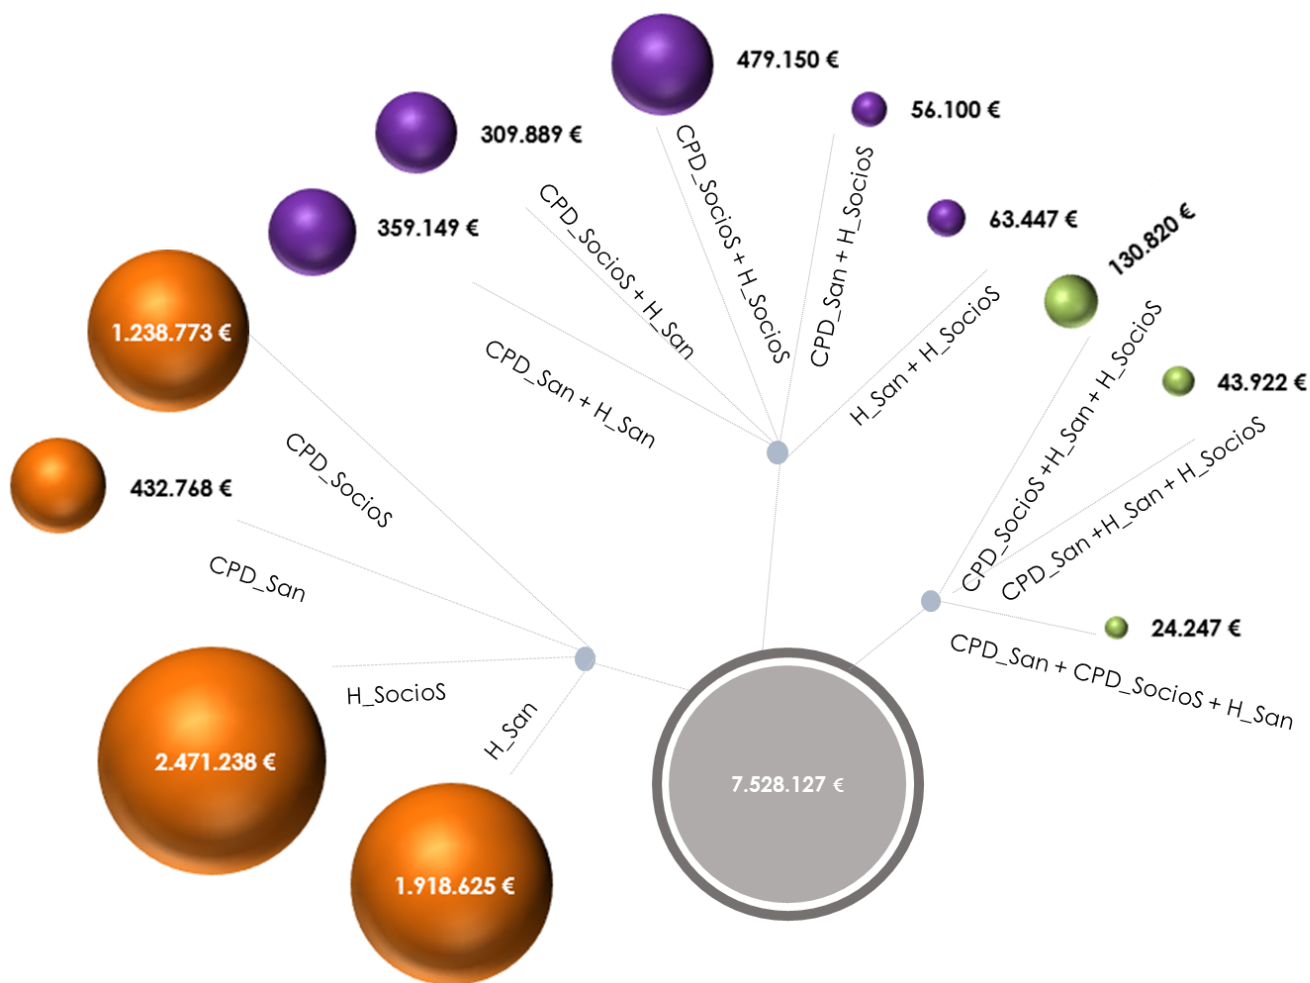 479.150 €
56.100 €
309.889 €
63.447 €
359.149 €
130.820 €
1.238.773 €
43.922 €
432.768 €
24.247 €
CPD_SocioS + H_San
CPD_SocioS + H_SocioS
CPD_San + H_SocioS
H_San + H_SocioS
CPD_San + H_San
CPD_SocioS +H_San + H_SocioS
CPD_San +H_San + H_SocioS
CPD_San + CPD_SocioS + H_San
CPD_SocioS
CPD_San
H_SocioS
H_San
2.471.238 €
7.528.127 €
1.918.625 €